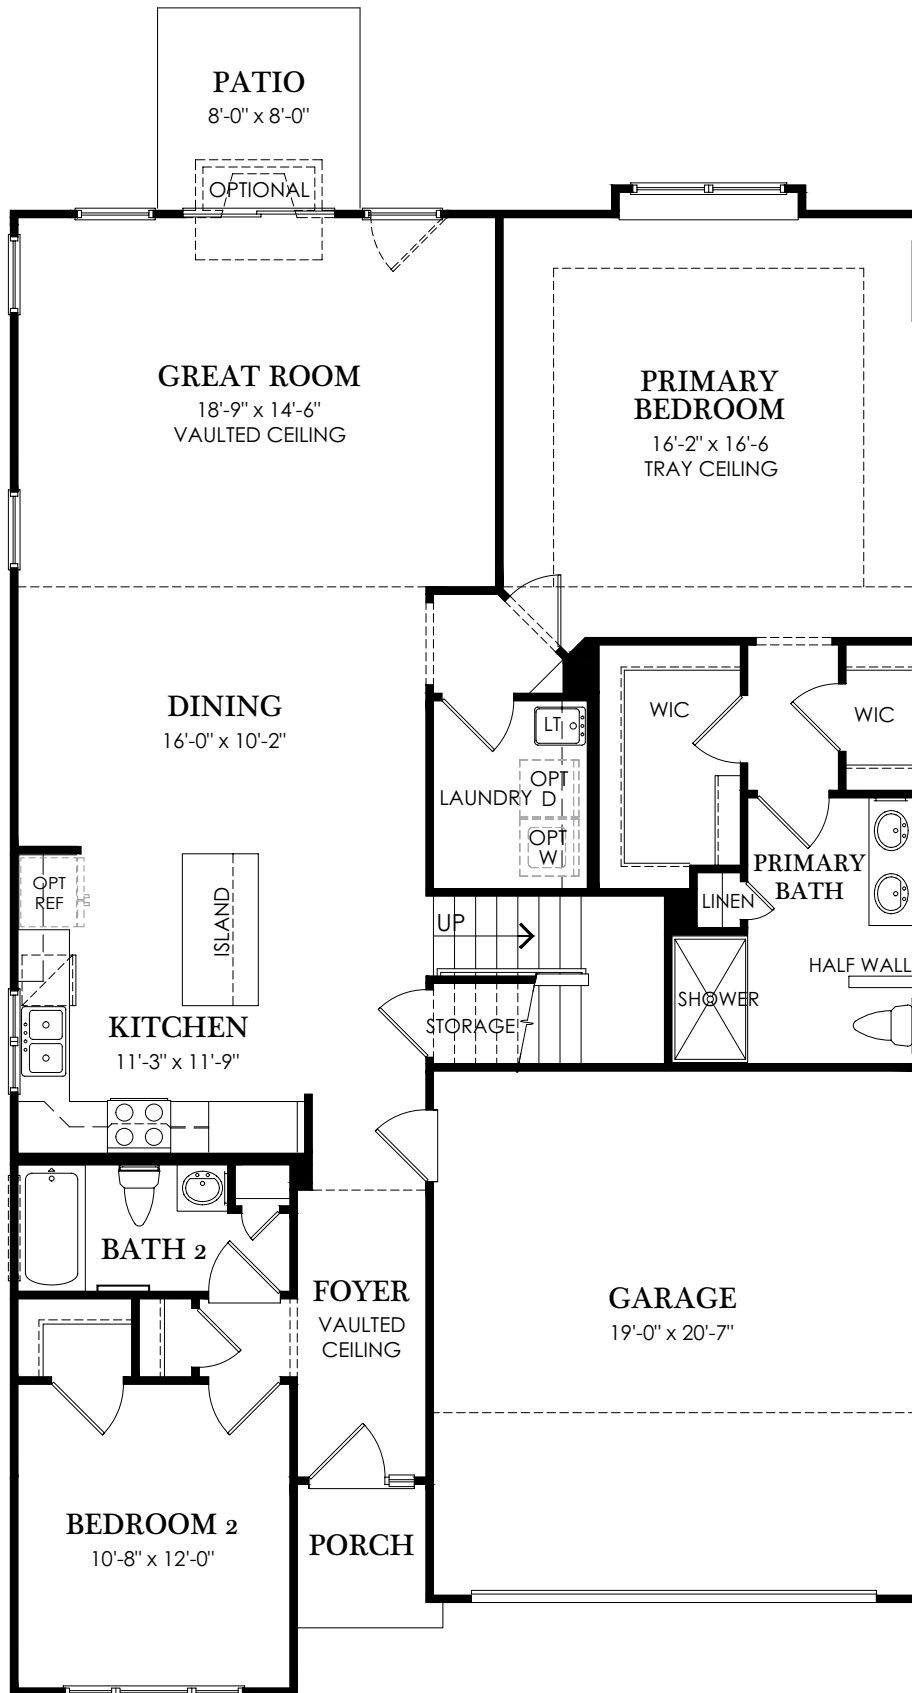 PATIO
8'-0" x 8'-0"
OPTIONAL
GREAT ROOM
18'-9" x 14'-6"
VAULTED CEILING
PRIMARY
BEDROOM
16'-2" x 16'-6
TRAY CEILING
DINING
16'-0" x 10'-2"
WIC
WIC
LT
LAUNDRY
OPT
D
OPT
W
OPT
REF
ISLAND
PRIMARY
BATH
LINEN
UP
HALF WALL
SHOWER
STORAGE
KITCHEN
11'-3" x 11'-9"
BATH 2
FOYER
VAULTED
CEILING
GARAGE
19'-0" x 20'-7"
BEDROOM 2
10'-8" x 12'-0"
PORCH